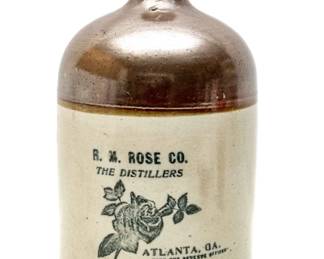 R. M. ROSE CO.
THE DISTILLERS
ATLANTA, GA.